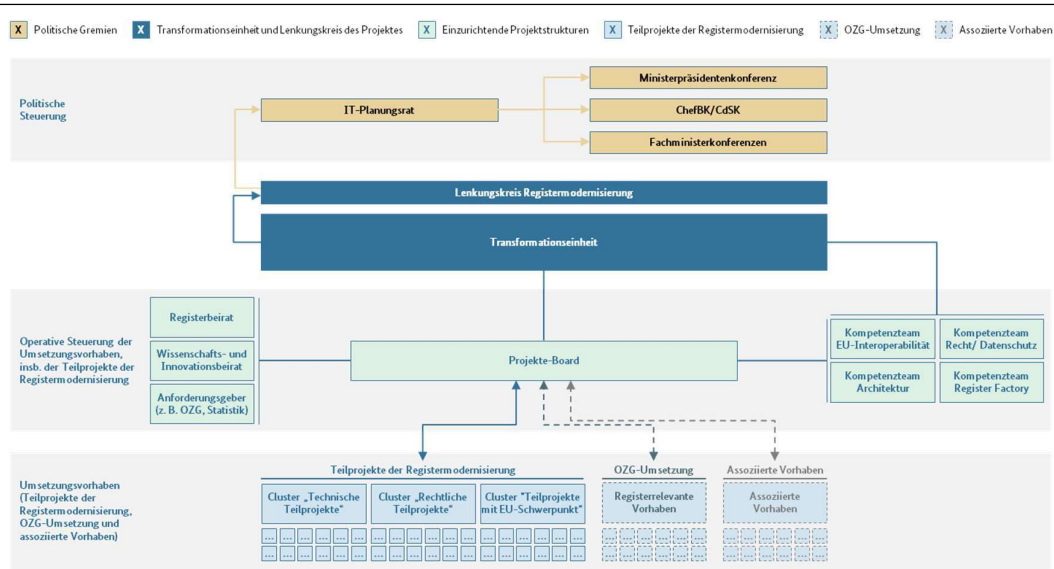 X Politische Gremien
X Transformationseinheit und Lenkungskreis des Projektes
X Einzurichtende Projektstrukturen
X Teilprojekte der Registermodernisierung
X OZG-Umsetzung
X Assoziierte Vorhaben
Politische
Steuerung
IT-Planungsrat
Ministerpräsidentenkonferenz
ChefBK/CdSK
Fachministerkonferenzen
Lenkungskreis Registermodernisierung
Transformationseinheit
Operative Steuerung der
Umsetzungsvorhaben,
insb. der Teilprojekte der
Registermodernisierung
Registerbeirat
Wissenschafts- und
Innovationsbeirat
Anforderungsgeber
(z. B. OZG, Statistik)
Projekte-Board
Kompetenzteam
EU-Interoperabilität
Kompetenzteam
Recht/ Datenschutz
Kompetenzteam
Architektur
Kompetenzteam
Register Factory
Umsetzungsvorhaben
(Teilprojekte der
Registermodernisierung,
OZG-Umsetzung und
assoziierte Vorhaben)
Teilprojekte der Registermodernisierung
Cluster „Technische
Teilprojekte“
Cluster „Rechtliche
Teilprojekte“
Cluster "Teilprojekte
mit EU-Schwerpunkt"
OZG-Umsetzung
Registerrelevante
Vorhaben
Assoziierte Vorhaben
Assoziierte
Vorhaben
... ... ... ... ... ... ... ... ... ... ... ... ... ... ... ... ... ... ... ... ... ... ... ... ... ... ... ... ...
... ... ... ... ... ... ... ... ... ... ... ... ... ... ... ... ... ... ... ... ... ... ... ... ... ... ... ... ...